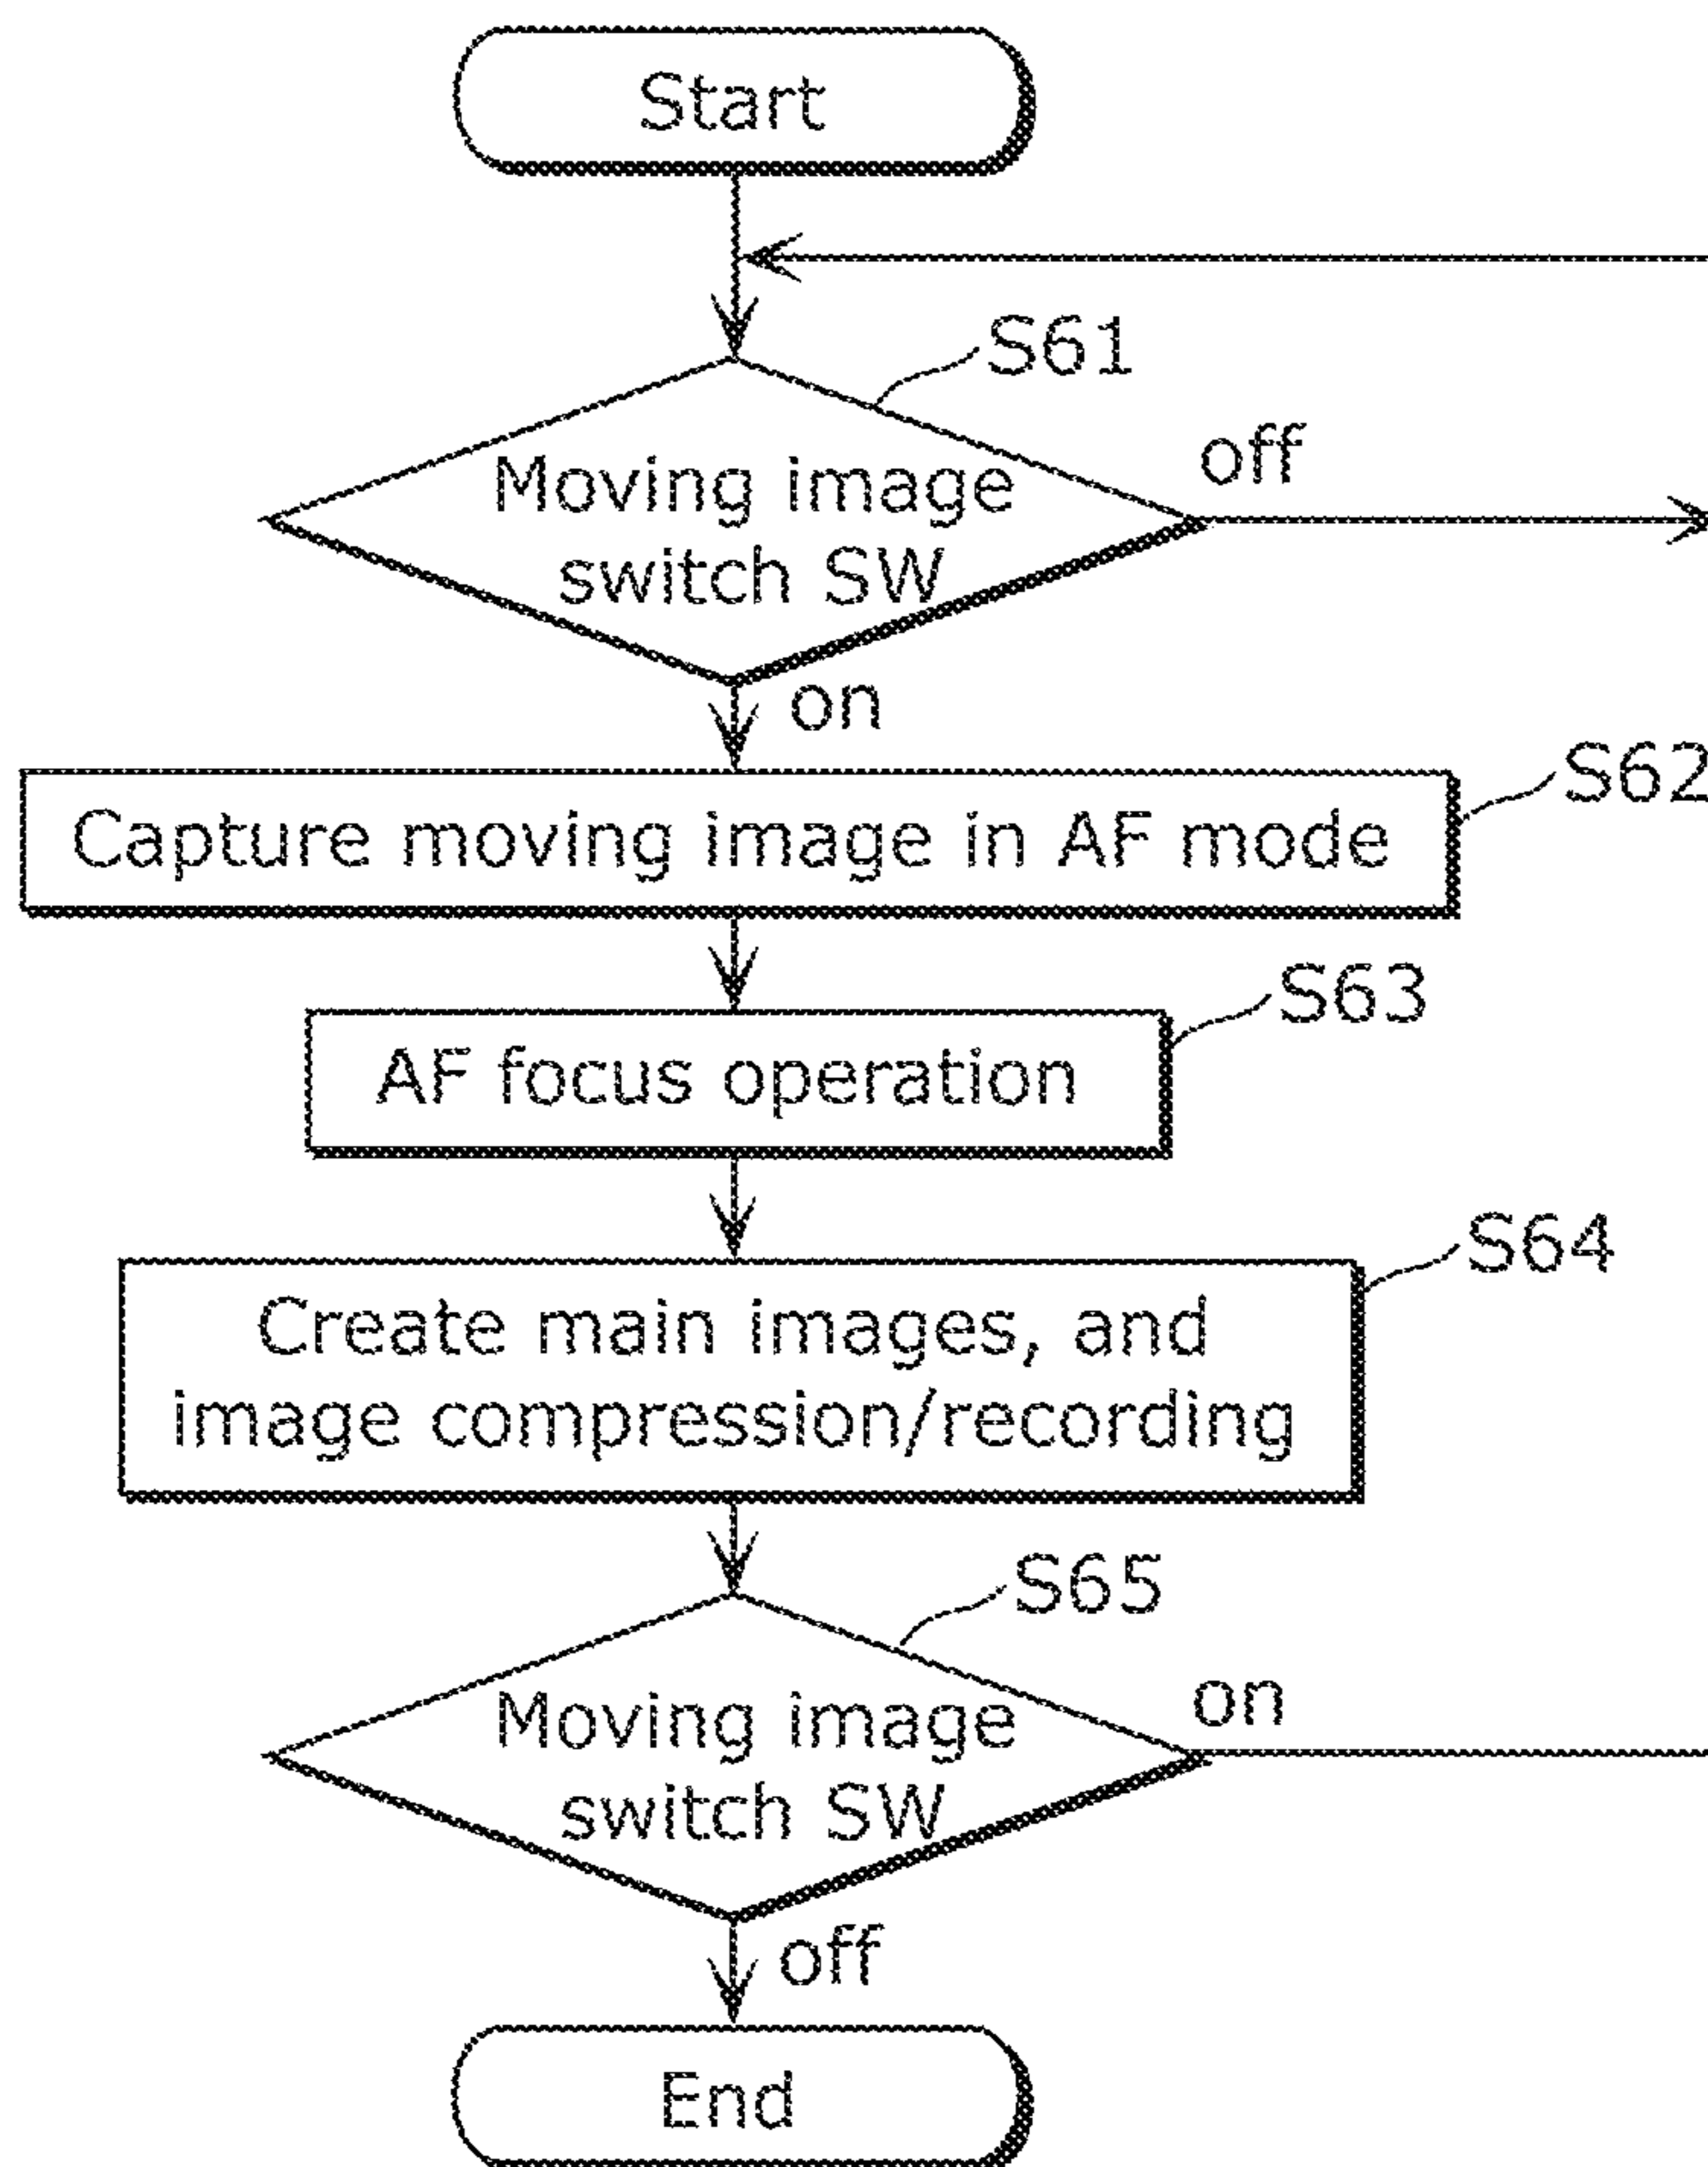 Start
S61
off
Moving image
switch SW
on
S62
Capture moving image in AF mode
S63
AF focus operation
S64
Create main images, and
image compression/recording
S65
on
Moving image
switch SW
off
End